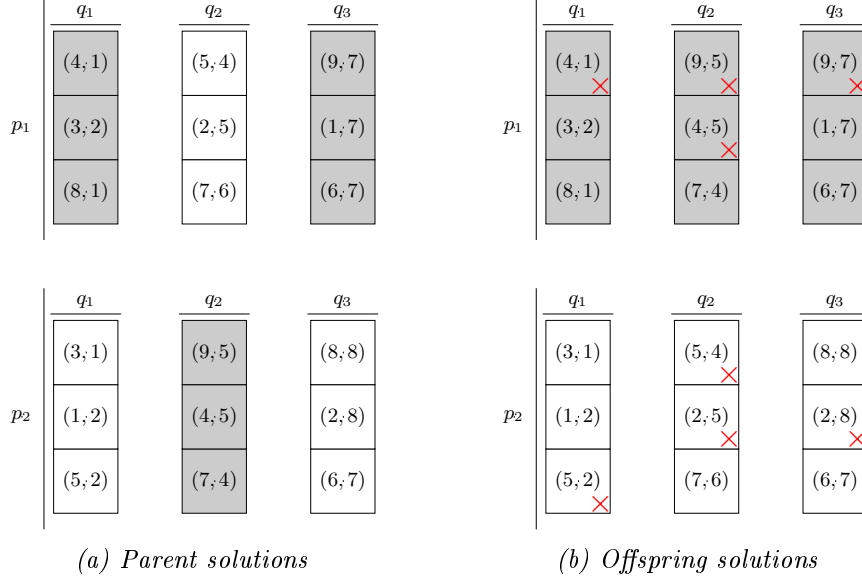 q1 q2 q3 q1 q2 q3
(4, 1) (5, 4) (9, 7) (4, 1) (9, 5) (9, 7)
p1 (3, 2) (2, 5) (1, 7) p1 (3, 2) (4, 5) (1, 7)
(8, 1) (7, 6) (6, 7) (8, 1) (7, 4) (6, 7)
q1 q2 q3 q1 q2 q3
(3, 1) (9, 5) (8, 8) (3, 1) (5, 4) (8, 8)
p2 (1, 2) (4, 5) (2, 8) p2 (1, 2) (2, 5) (2, 8)
(5, 2) (7, 4) (6, 7) (5, 2) (7, 6) (6, 7)
(a) Parent solutions (b) Offspring solutions